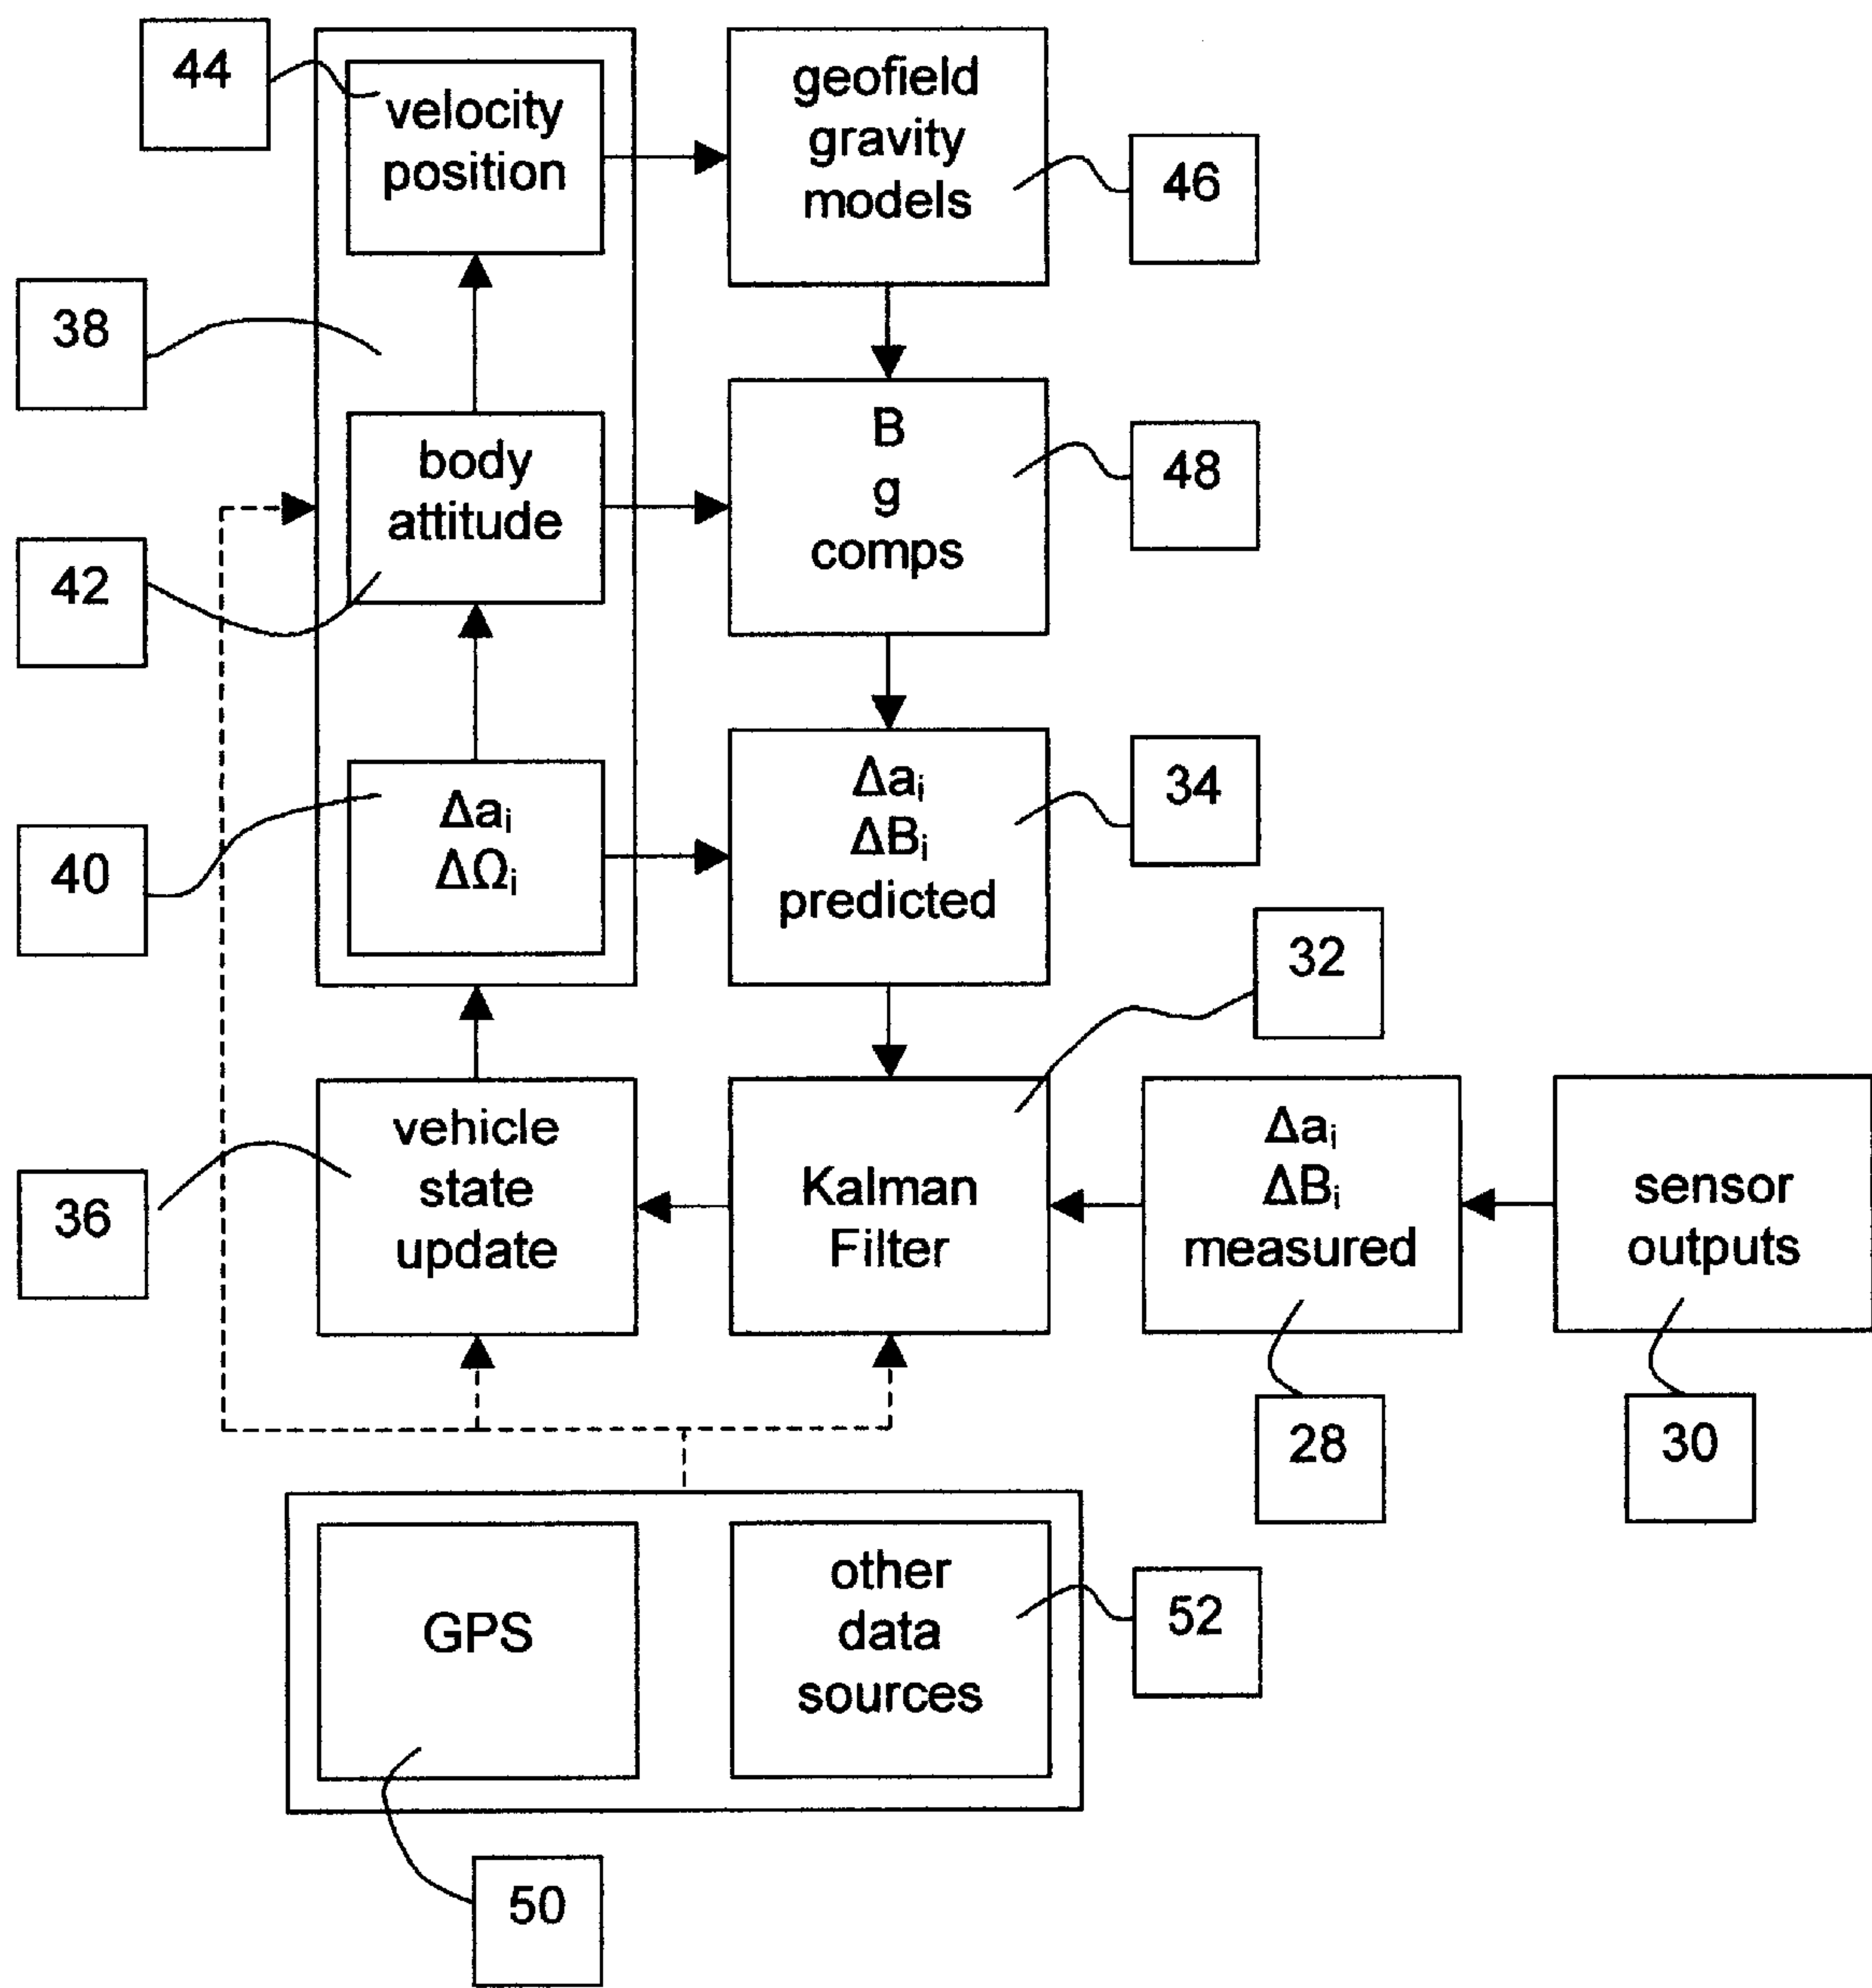 44
velocity
position
geofield
gravity
models
46
38
body
attitude
B
g
comps
48
42
Δaᵢ
ΔΩᵢ
40
Δaᵢ
ΔBᵢ
predicted
34
32
vehicle
state
update
36
Kalman
Filter
Δaᵢ
ΔBᵢ
measured
sensor
outputs
28
30
GPS
other
data
sources
52
50